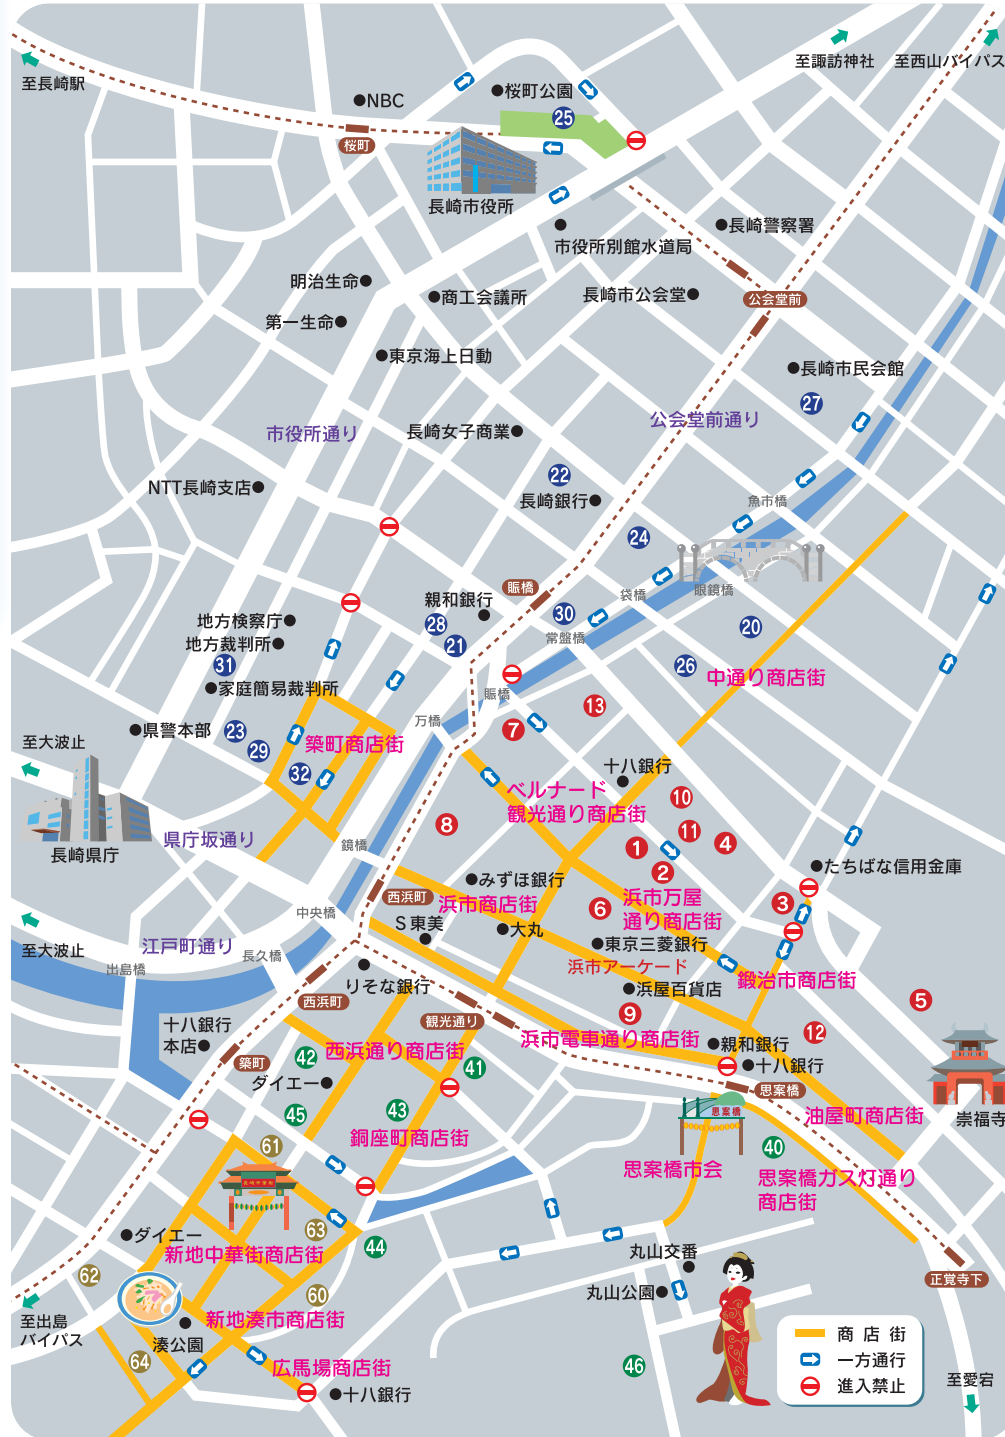 至諏訪神社
至西山バイパス
至長崎駅
●NBC
●桜町公園
25
桜町
長崎市役所
市役所別館水道局
●長崎警察署
明治生命●
●商工会議所
長崎市公会堂●
公会堂前
第一生命●
●東京海上日動
●長崎市民会館
27
市役所通り
長崎女子商業●
公会堂前通り
22
NTT長崎支店●
長崎銀行●
魚市橋
24
賑橋
眼鏡橋
袋橋
親和銀行
30
地方検察庁●
28
20
常盤橋
地方裁判所●
21
31
26
中通り商店街
●家庭簡易裁判所
賑橋
13
万橋
7
●県警本部
23
至大波止
29
築町商店街
32
十八銀行
ベルナード
観光通り商店街
10
8
11
県庁坂通り
鏡橋
1
4
長崎県庁
2
●たちばな信用金庫
●みずほ銀行
西浜町
浜市商店街
浜市万屋
通り商店街
3
6
中央橋
S東美
●大丸
江戸町通り
●東京三菱銀行
至大波止
長久橋
浜市アーケード
出島橋
鍛治市商店街
りそな銀行
●浜屋百貨店
西浜町
5
9
観光通り
十八銀行
本店●
12
浜市電車通り商店街
42
西浜通り商店街
●親和銀行
築町
41
●十八銀行
ダイエー●
思案橋
45
43
思案橋
油屋町商店街
崇福寺
銅座町商店街
61
40
思案橋市会
思案橋ガス灯通り
商店街
長崎中華街
63
●ダイエー
44
新地中華街商店街
丸山交番
62
正覚寺下
60
丸山公園●
至出島
バイパス
新地湊市商店街
湊公園
64
46
広馬場商店街
●十八銀行
商店街
一方通行
進入禁止
至愛宕